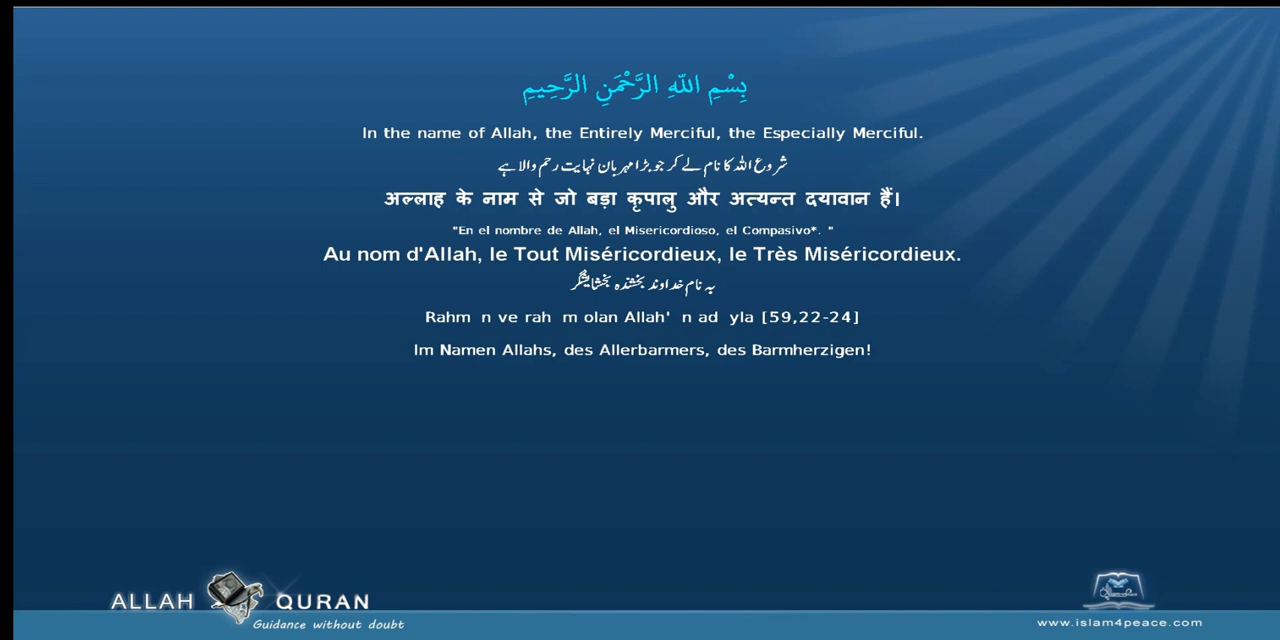 بِسْمِ اللّٰهِ الرَّحْمَنِ الرَّحِيمِ
In the name of Allah, the Entirely Merciful, the Especially Merciful.
شروع اللہ کا نام لے کر جو بڑا مہربان نہایت رحم والا ہے
अल्लाह के नाम से जो बड़ा कृपालु और अत्यन्त दयावान हैं।
"En el nombre de Allah, el Misericordioso, el Compasivo*. "
Au nom d'Allah, le Tout Miséricordieux, le Très Miséricordieux.
به نام خداوند بخشنده بخشایشگر
Rahm n ve rah m olan Allah' n ad yla [59,22-24]
Im Namen Allahs, des Allerbarmers, des Barmherzigen!
ALLAH QURAN
Guidance without doubt
www.islam4peace.com